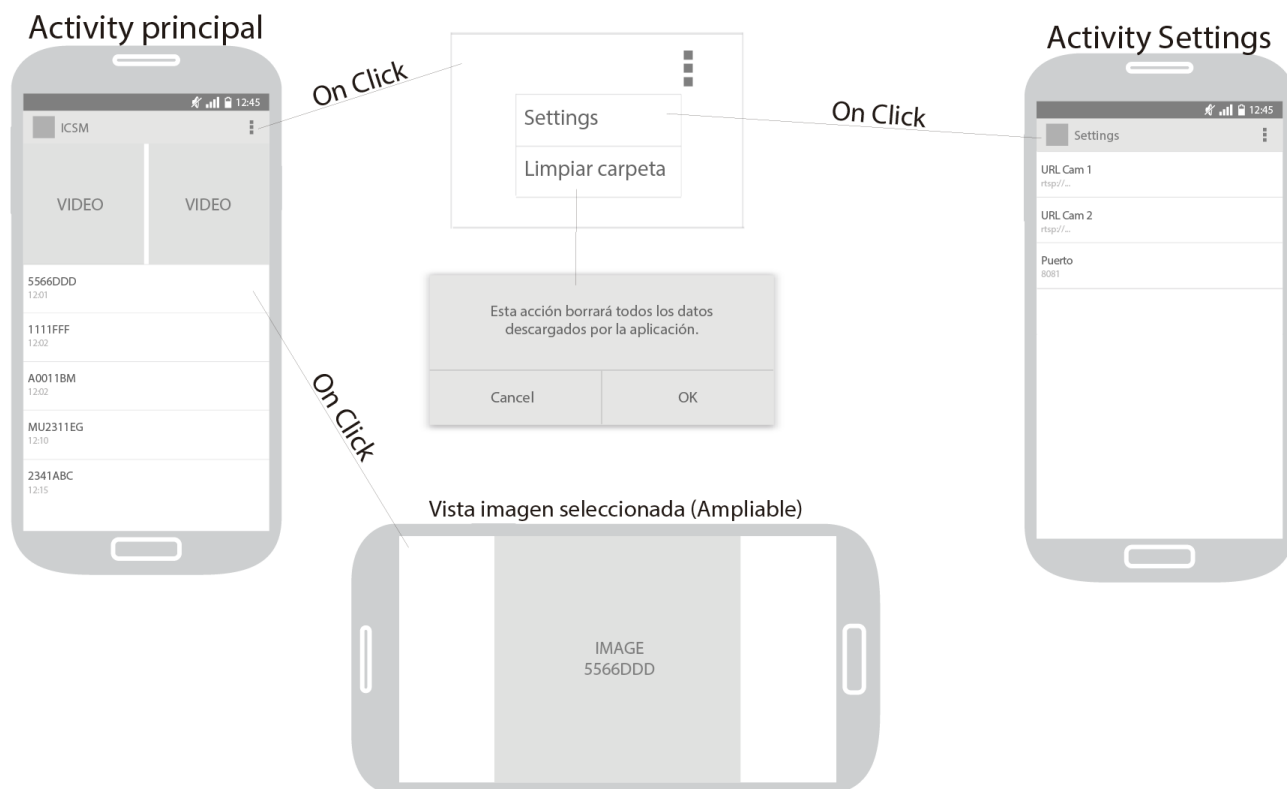 Activity principal
12:45
ICSM
VIDEO
VIDEO
5566DDD
12:01
1111FFF
12:02
A0011BM
12:02
MU2311EG
12:10
2341ABC
12:15
On Click
Settings
Limpiar carpeta
On Click
Esta acción borrará todos los datos
descargados por la aplicación.
Cancel
OK
On Click
Vista imagen seleccionada (Ampliable)
IMAGE
5566DDD
Activity Settings
12:45
Settings
URL Cam 1
rtsp://...
URL Cam 2
rtsp://...
Puerto
8081